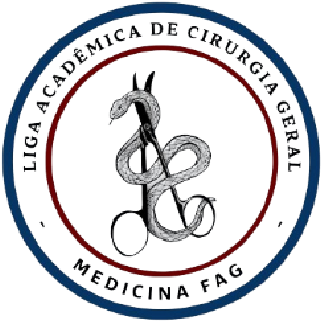 LIGA ACADÊMICA DE CIRURGIA GERAL
- MEDICINA FAG -